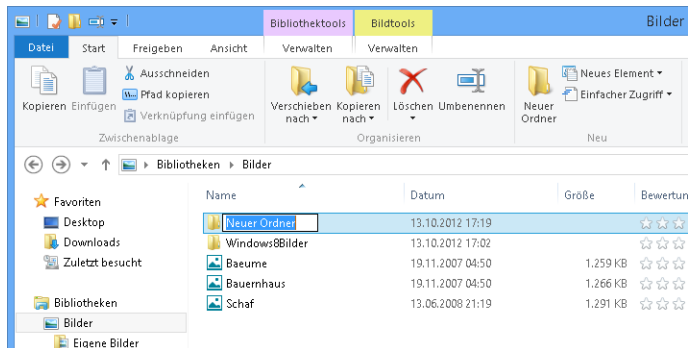 Bibliothektools Bildtools Bilder
Datei Start Freigeben Ansicht Verwalten Verwalten
Kopieren Einfügen
Ausschneiden
Pfad kopieren
Verknüpfung einfügen
Zwischenablage
Verschieben nach
Kopieren nach
Löschen Umbenennen
Organisieren
Neuer Ordner
Neues Element
Einfacher Zugriff
Neu
Bibliotheken Bilder
Favoriten
Desktop
Downloads
Zuletzt besucht
Bibliotheken
Bilder
Eigene Bilder
Name Datum Größe Bewertun
Neuer Ordner 13.10.2012 17:19
Windows8Bilder 13.10.2012 17:02
Baeume 19.11.2007 04:50 1.259 KB
Bauernhaus 19.11.2007 04:50 1.266 KB
Schaf 13.06.2008 21:19 1.291 KB